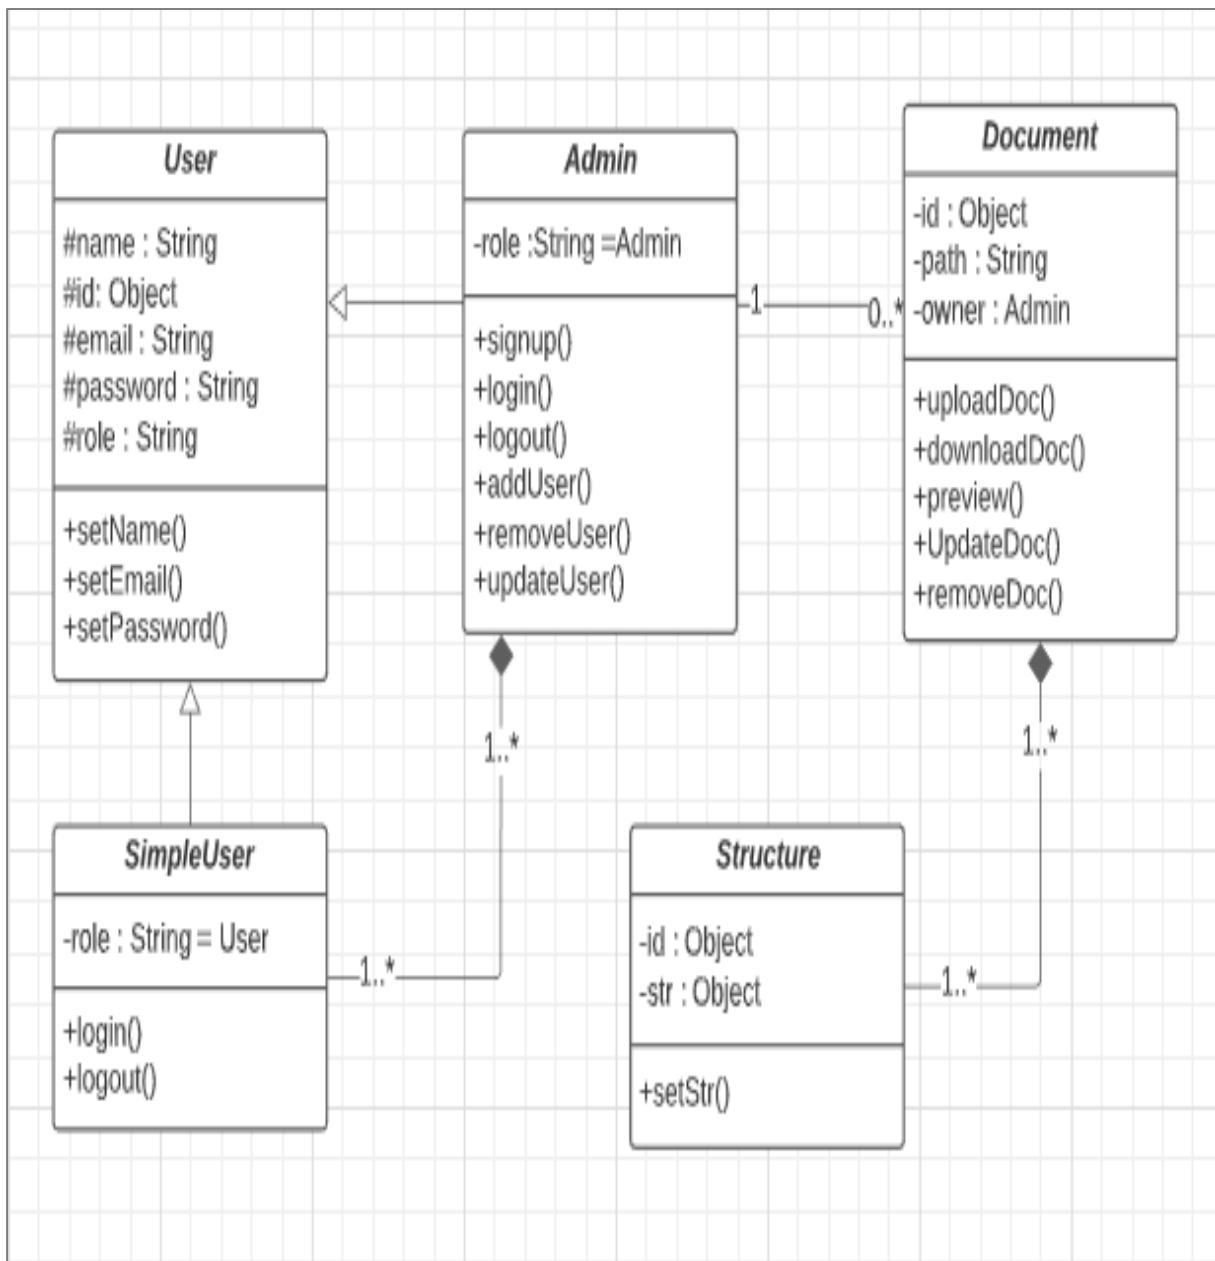 User
#name : String
#id: Object
#email : String
#password : String
#role : String
+setName()
+setEmail()
+setPassword()
Admin
-role :String =Admin
+signup()
+login()
+logout()
+addUser()
+removeUser()
+updateUser()
1
0..*
Document
-id : Object
-path : String
-owner : Admin
+uploadDoc()
+downloadDoc()
+preview()
+UpdateDoc()
+removeDoc()
1..*
1..*
SimpleUser
-role : String = User
+login()
+logout()
1..*
Structure
-id : Object
-str : Object
+setStr()
1..*